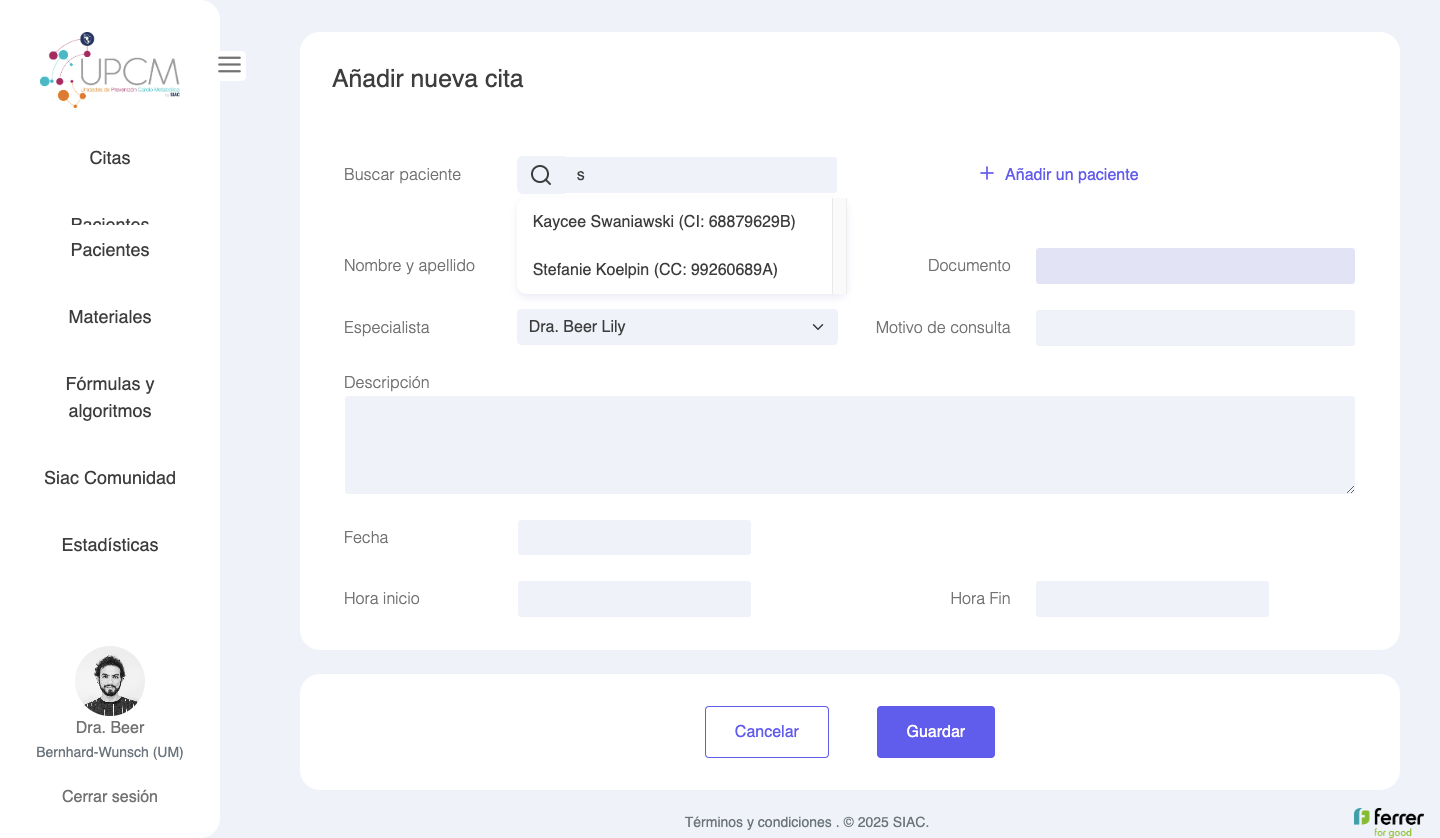 UPCM
Unidades de Prevención Cardio Metabólica
by SIAC
Citas
Pacientes
Pacientes
Materiales
Fórmulas y
algoritmos
Siac Comunidad
Estadísticas
Dra. Beer
Bernhard-Wunsch (UM)
Cerrar sesión
Añadir nueva cita
Buscar paciente
s
+ Añadir un paciente
Kaycee Swaniawski (CI: 68879629B)
Stefanie Koelpin (CC: 99260689A)
Nombre y apellido
Documento
Especialista
Dra. Beer Lily
Motivo de consulta
Descripción
Fecha
Hora inicio
Hora Fin
Cancelar
Guardar
Términos y condiciones . © 2025 SIAC.
ferrer
for good